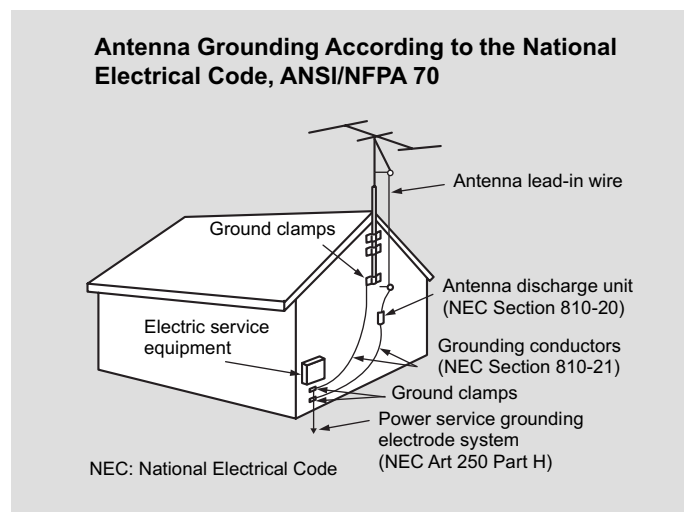 Antenna Grounding According to the National
Electrical Code, ANSI/NFPA 70
Antenna lead-in wire
Ground clamps
Antenna discharge unit
(NEC Section 810-20)
Electric service
equipment
Grounding conductors
(NEC Section 810-21)
Ground clamps
Power service grounding
electrode system
(NEC Art 250 Part H)
NEC: National Electrical Code